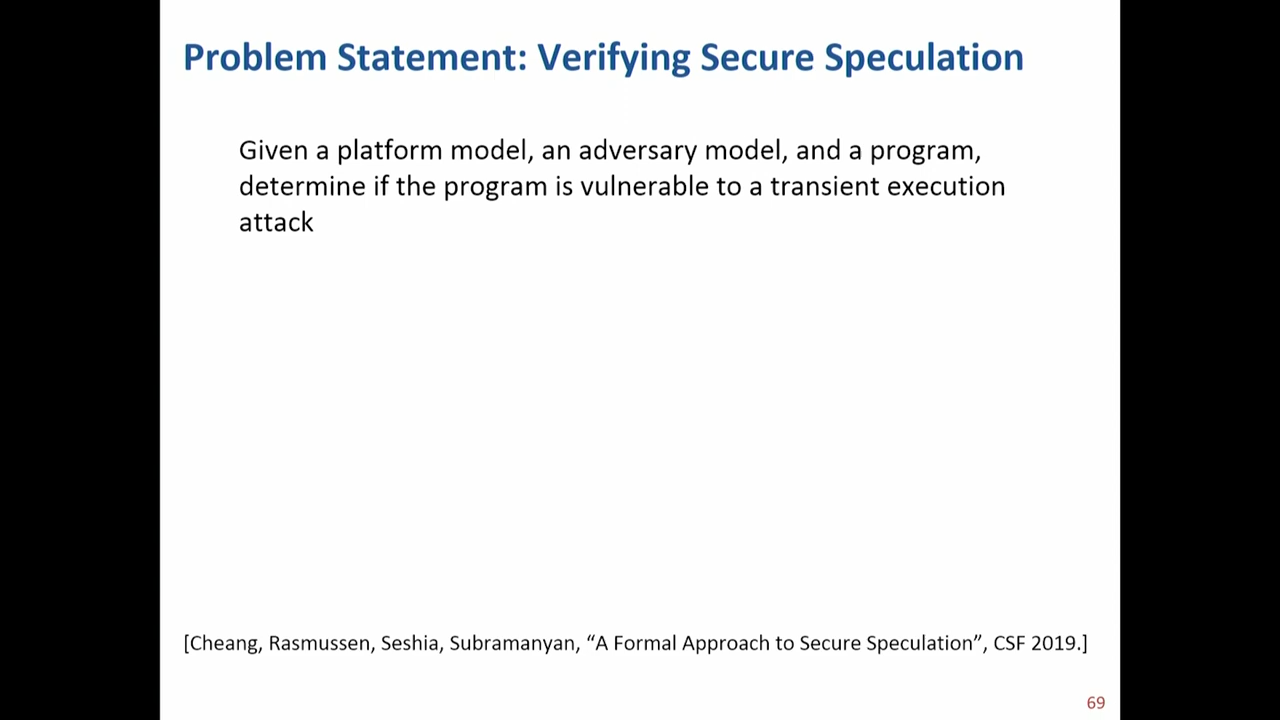 Problem Statement: Verifying Secure Speculation
Given a platform model, an adversary model, and a program,
determine if the program is vulnerable to a transient execution
attack
[Cheang, Rasmussen, Seshia, Subramanyan, “A Formal Approach to Secure Speculation”, CSF 2019.]
69